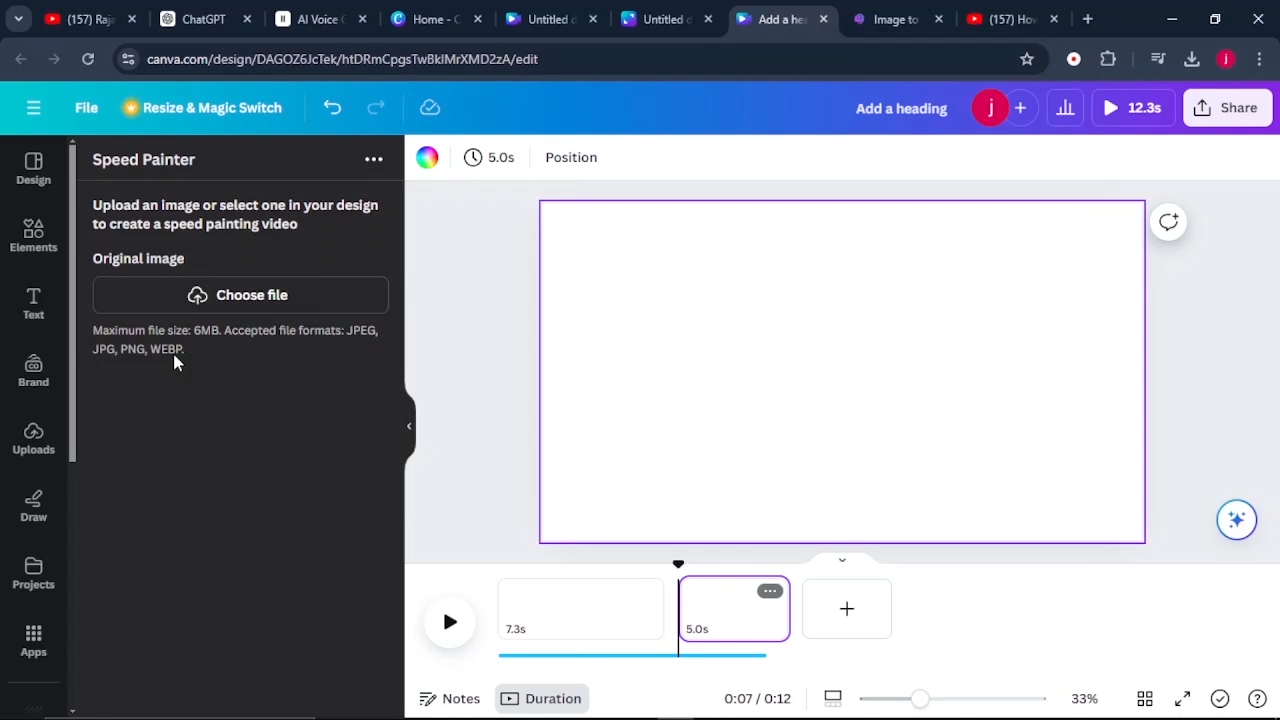 (157) Raje
ChatGPT
AI Voice G
Home - C
Untitled d
Untitled d
Add a hea
Image to
(157) How
canva.com/design/DAGOZ6JcTek/htDRmCpgsTwBklMrXMD2zA/edit
j
File
Resize & Magic Switch
Add a heading
j
12.3s
Share
Design
Elements
Text
Brand
Uploads
Draw
Projects
Apps
Speed Painter
Upload an image or select one in your design
to create a speed painting video
Original image
Choose file
Maximum file size: 6MB. Accepted file formats: JPEG,
JPG, PNG, WEBP.
5.0s
Position
7.3s
5.0s
Notes
Duration
0:07 / 0:12
33%